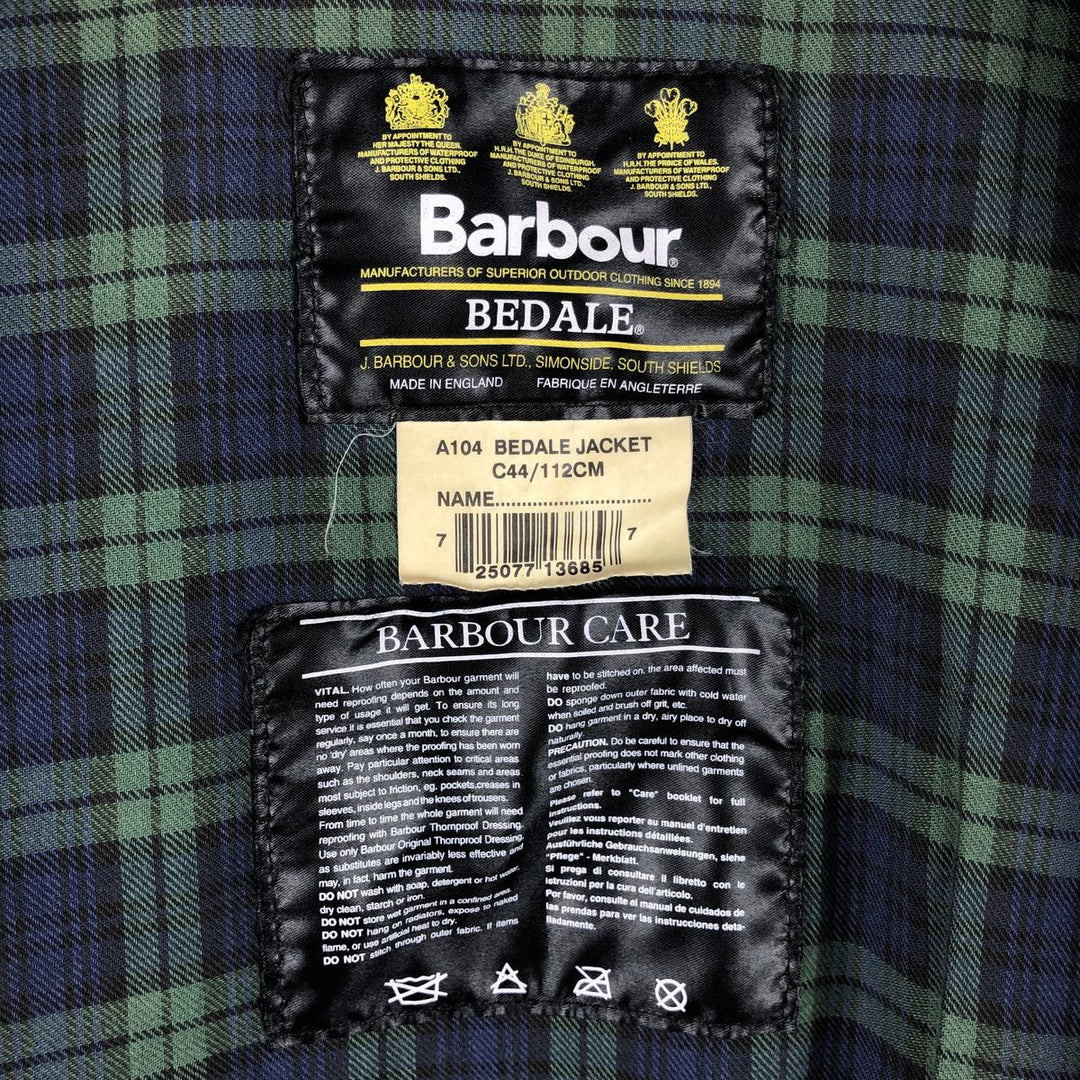 BY APPOINTMENT TO
HER MAJESTY THE QUEEN.
MANUFACTURERS OF WATERPROOF
AND PROTECTIVE CLOTHING
J. BARBOUR & SONS LTD.,
SOUTH SHIELDS.
BY APPOINTMENT TO
H.R.H. THE DUKE OF EDINBURGH.
MANUFACTURERS OF WATERPROOF
AND PROTECTIVE CLOTHING
J. BARBOUR & SONS LTD.,
SOUTH SHIELDS.
BY APPOINTMENT TO
H.R.H. THE PRINCE OF WALES.
MANUFACTURERS OF WATERPROOF
AND PROTECTIVE CLOTHING
J. BARBOUR & SONS LTD.,
SOUTH SHIELDS.
Barbour®
MANUFACTURERS OF SUPERIOR OUTDOOR CLOTHING SINCE 1894
BEDALE®
J. BARBOUR & SONS LTD., SIMONSIDE, SOUTH SHIELDS
MADE IN ENGLAND FABRIQUE EN ANGLETERRE
A104 BEDALE JACKET
C44/112CM
NAME................................
7 25077 13685 7
BARBOUR CARE
VITAL. How often your Barbour garment will
need reproofing depends on the amount and
type of usage it will get. To ensure its long
service it is essential that you check the garment
regularly, say once a month, to ensure there are
no 'dry' areas where the proofing has been worn
away. Pay particular attention to critical areas
such as the shoulders, neck seams and areas
most subject to friction, eg. pockets, creases in
sleeves, inside legs and the knees of trousers.
From time to time the whole garment will need
reproofing with Barbour Thornproof Dressing.
Use only Barbour Original Thornproof Dressing
as substitutes are invariably less effective and
may, in fact, harm the garment.
DO NOT wash with soap, detergent or hot water,
dry clean, starch or iron.
DO NOT store wet garment in a confined area.
DO NOT hang on radiators, expose to naked
flame, or use artificial heat to dry.
DO NOT stitch through outer fabric. If items
have to be stitched on, the area affected must
be reproofed.
DO sponge down outer fabric with cold water
when soiled and brush off grit, etc.
DO hang garment in a dry, airy place to dry off
naturally.
PRECAUTION. Do be careful to ensure that the
essential proofing does not mark other clothing
or fabrics, particularly where unlined garments
are chosen.
Please refer to "Care" booklet for full
instructions.
Veuillez vous reporter au manuel d'entretien
pour les instructions détaillées.
Ausführliche Gebrauchsanweisungen, siehe
"Pflege" - Merkblatt.
Si prega di consultare il libretto con le
istruzioni per la cura dell'articolo.
Por favor, consulte el manual de cuidados de
las prendas para ver las instrucciones deta-
lladamente.